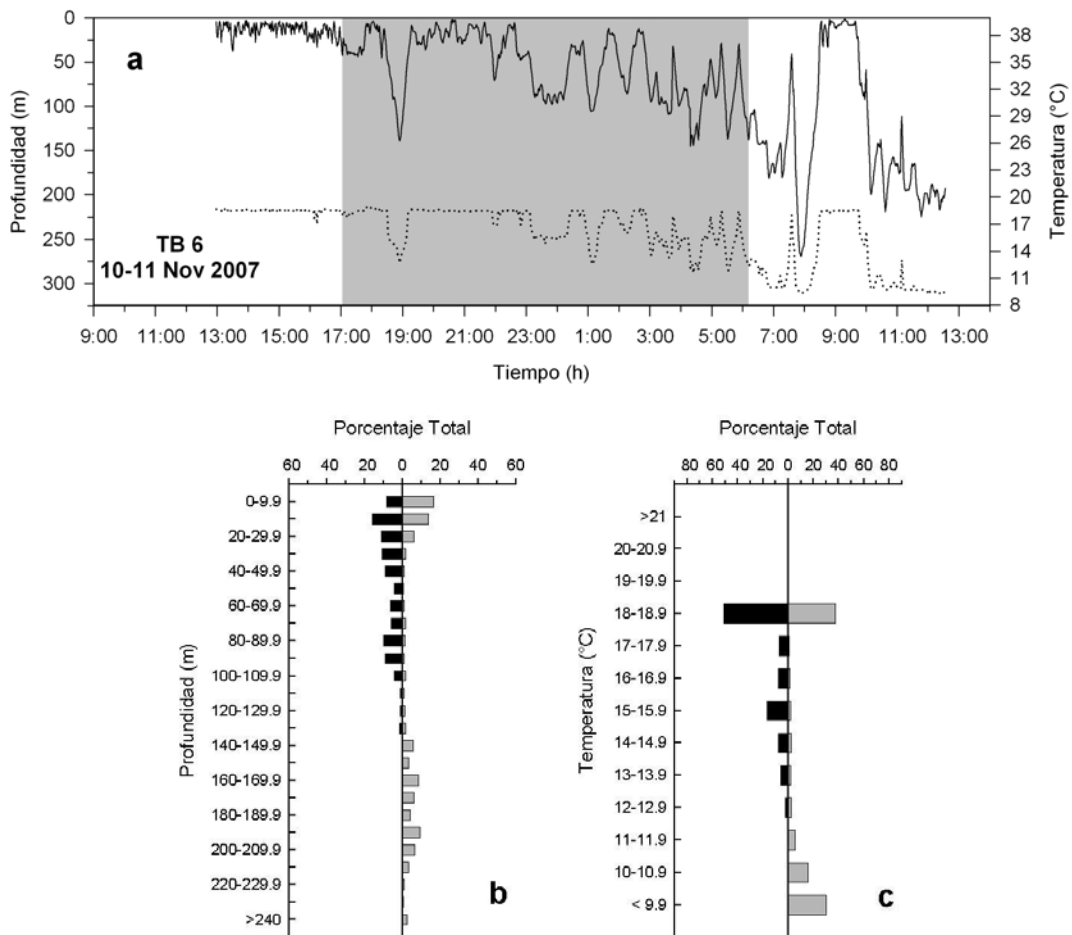 a
Profundidad (m)
0
50
100
150
200
250
300
Temperatura (°C)
38
35
32
29
26
23
20
17
14
11
8
TB 6
10-11 Nov 2007
9:00 11:00 13:00 15:00 17:00 19:00 21:00 23:00 1:00 3:00 5:00 7:00 9:00 11:00 13:00
Tiempo (h)
Porcentaje Total
60 40 20 0 20 40 60
Profundidad (m)
0-9.9
20-29.9
40-49.9
60-69.9
80-89.9
100-109.9
120-129.9
140-149.9
160-169.9
180-189.9
200-209.9
220-229.9
>240
b
Porcentaje Total
80 60 40 20 0 20 40 60 80
Temperatura (°C)
>21
20-20.9
19-19.9
18-18.9
17-17.9
16-16.9
15-15.9
14-14.9
13-13.9
12-12.9
11-11.9
10-10.9
< 9.9
c